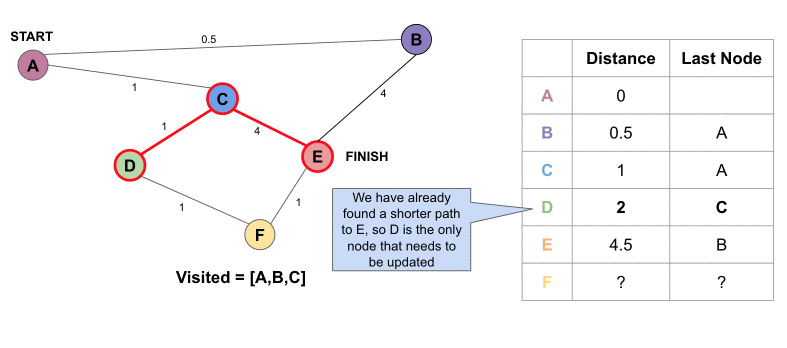 START
A
0.5
B
1
C
4
1
4
D
E
FINISH
1
1
F
Visited = [A,B,C]
We have already
found a shorter path
to E, so D is the only
node that needs to
be updated
Distance Last Node
A 0
B 0.5 A
C 1 A
D 2 C
E 4.5 B
F ? ?